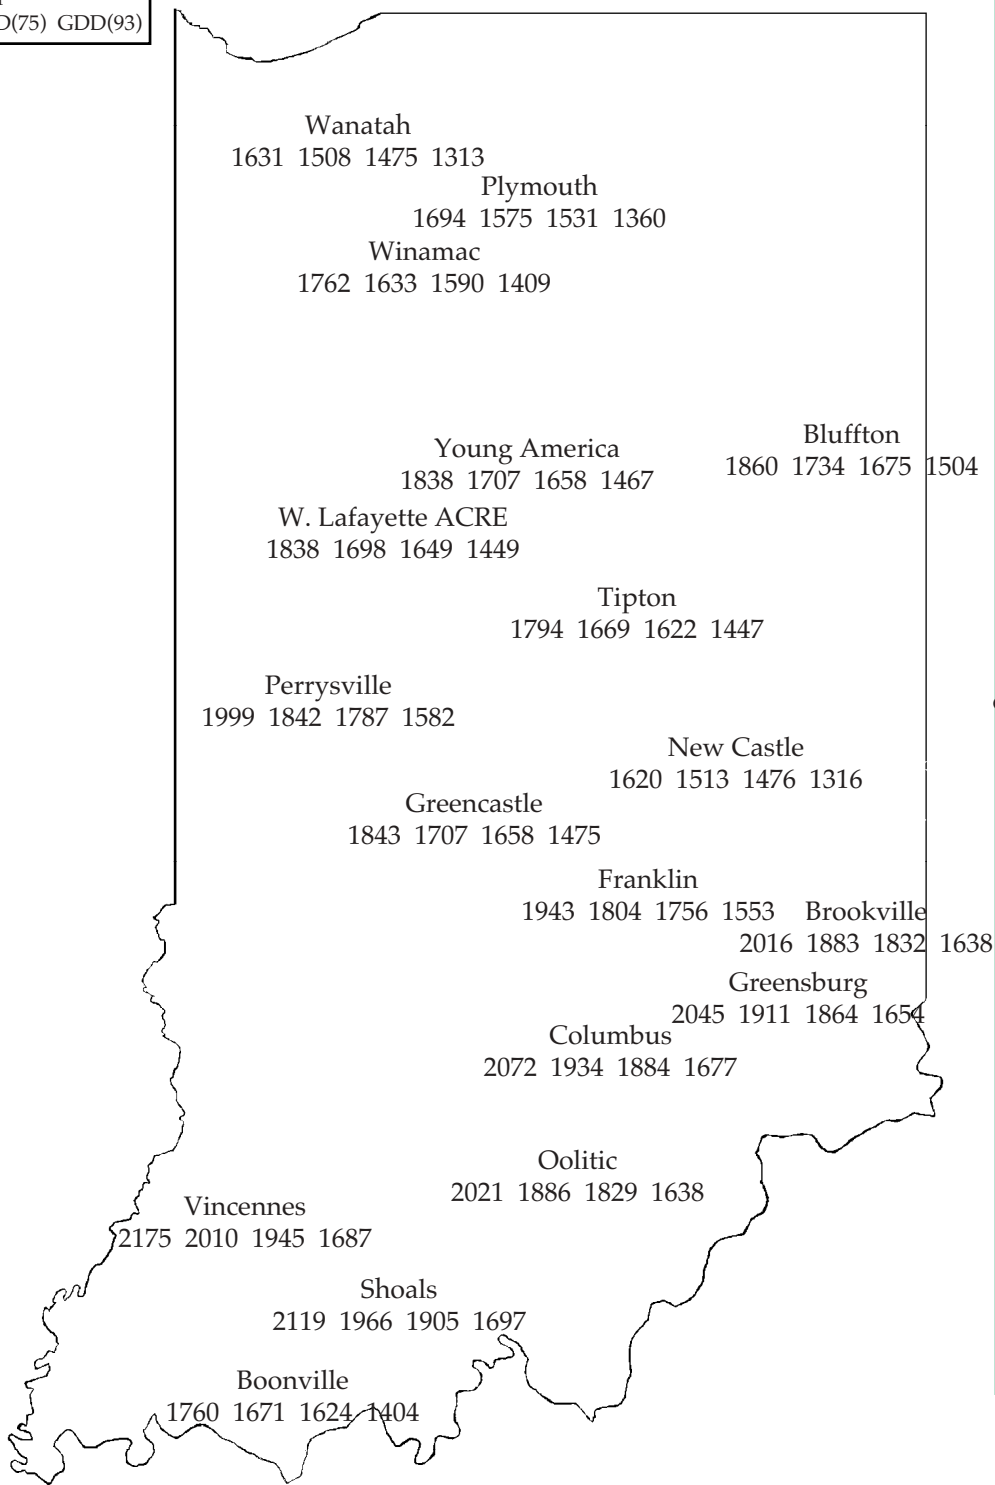 GDD(93)
Wanatah
1631 1508 1475 1313
Plymouth
1694 1575 1531 1360
Winamac
1762 1633 1590 1409
Bluffton
1860 1734 1675 1504
Young America
1838 1707 1658 1467
W. Lafayette ACRE
1838 1698 1649 1449
Tipton
1794 1669 1622 1447
Perrysville
1999 1842 1787 1582
New Castle
1620 1513 1476 1316
Greencastle
1843 1707 1658 1475
Franklin
1943 1804 1756 1553
Brookville
2016 1883 1832 1638
Greensburg
2045 1911 1864 1654
Columbus
2072 1934 1884 1677
Oolitic
2021 1886 1829 1638
Vincennes
2175 2010 1945 1687
Shoals
2119 1966 1905 1697
Boonville
1760 1671 1624 1404